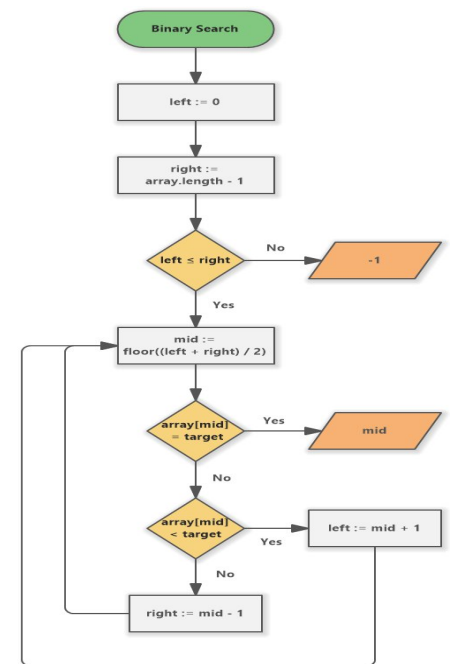 Binary Search
left := 0
right :=
array.length - 1
left ≤ right
No
-1
Yes
mid :=
floor((left + right) / 2)
array[mid]
= target
Yes
mid
No
array[mid]
< target
Yes
left := mid + 1
No
right := mid - 1